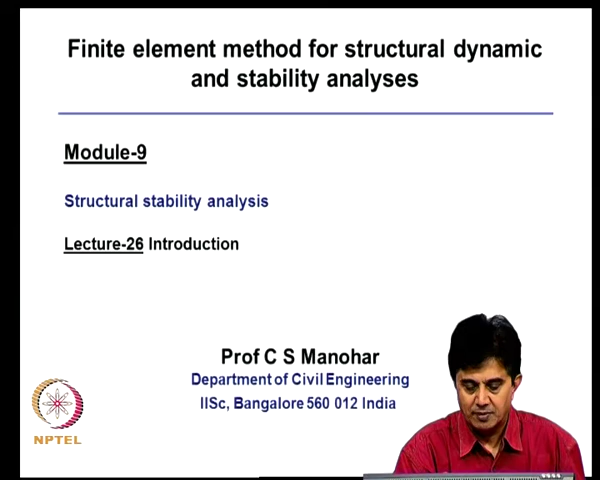 Finite element method for structural dynamic
and stability analyses
Module-9
Structural stability analysis
Lecture-26 Introduction
Prof C S Manohar
Department of Civil Engineering
IISc, Bangalore 560 012 India
NPTEL